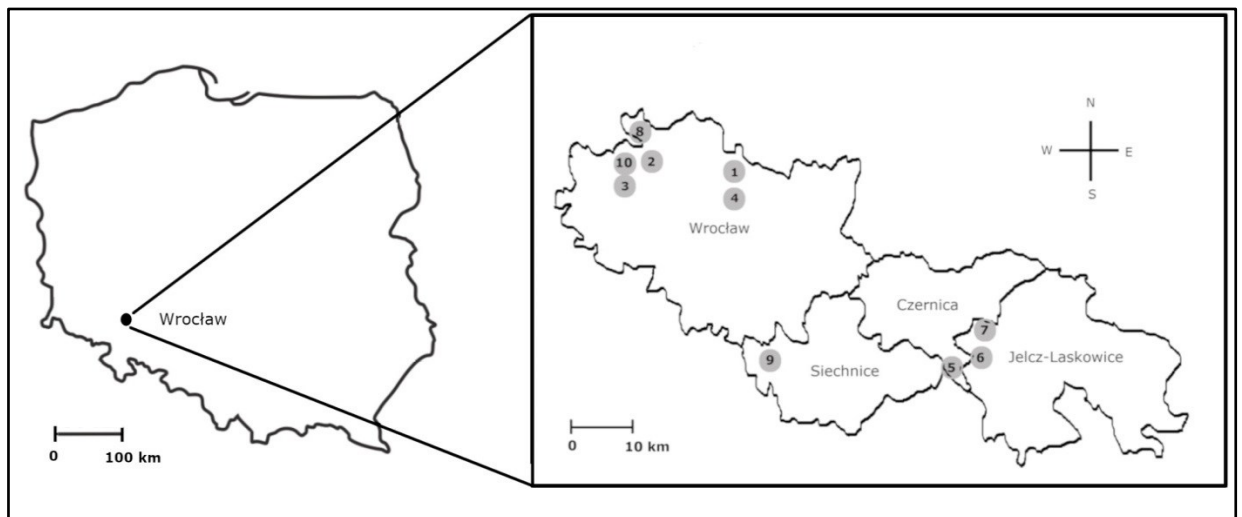 Wrocław
0 100 km
N
W E
S
8
10 2 1
3 4
Wrocław
Czernica
7
9 Siechnice 5 6 Jelcz-Laskowice
0 10 km